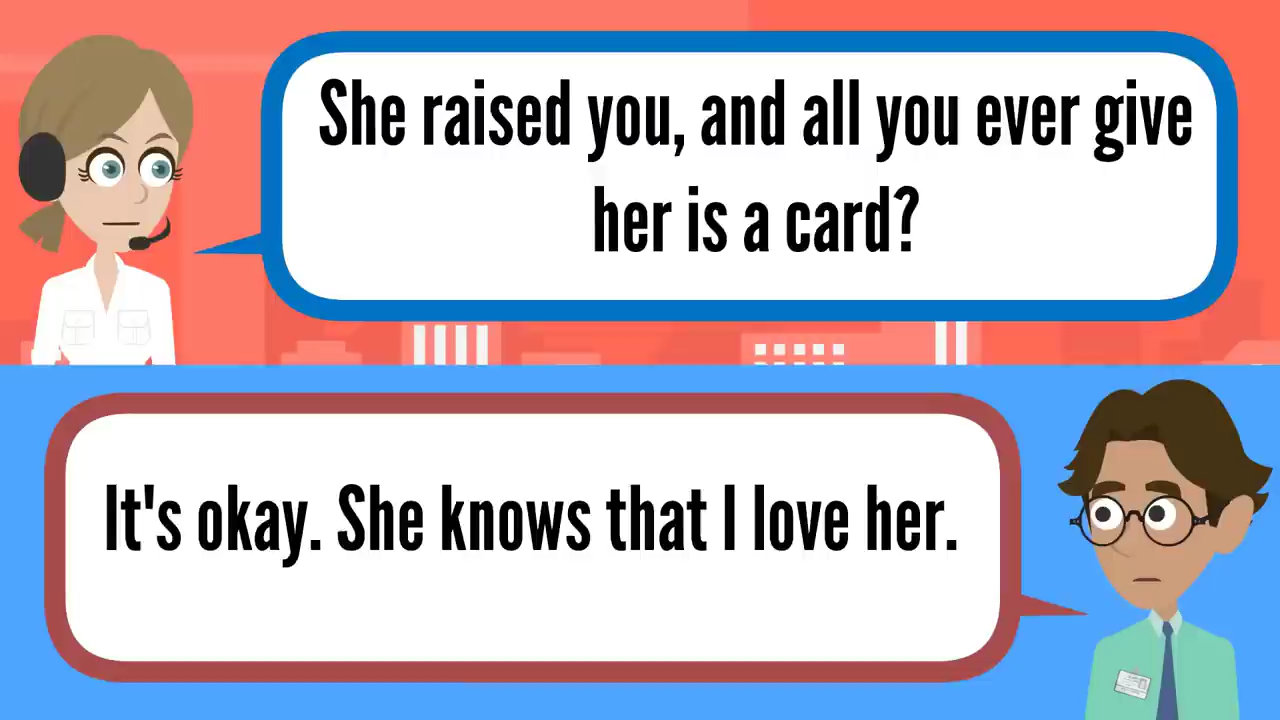 She raised you, and all you ever give
her is a card?
It's okay. She knows that I love her.